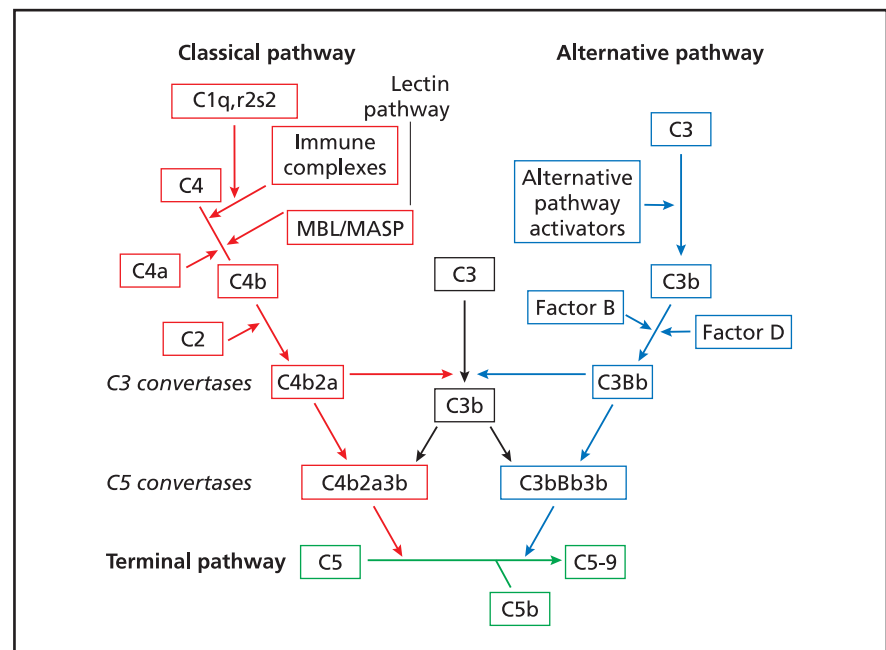 Classical pathway
Alternative pathway
Lectin
pathway
C1q,r2s2
Immune
complexes
C3
C4
Alternative
pathway
activators
MBL/MASP
C4a
C4b
C3
C3b
Factor B
Factor D
C2
C3 convertases
C4b2a
C3Bb
C3b
C5 convertases
C4b2a3b
C3bBb3b
Terminal pathway
C5
C5-9
C5b